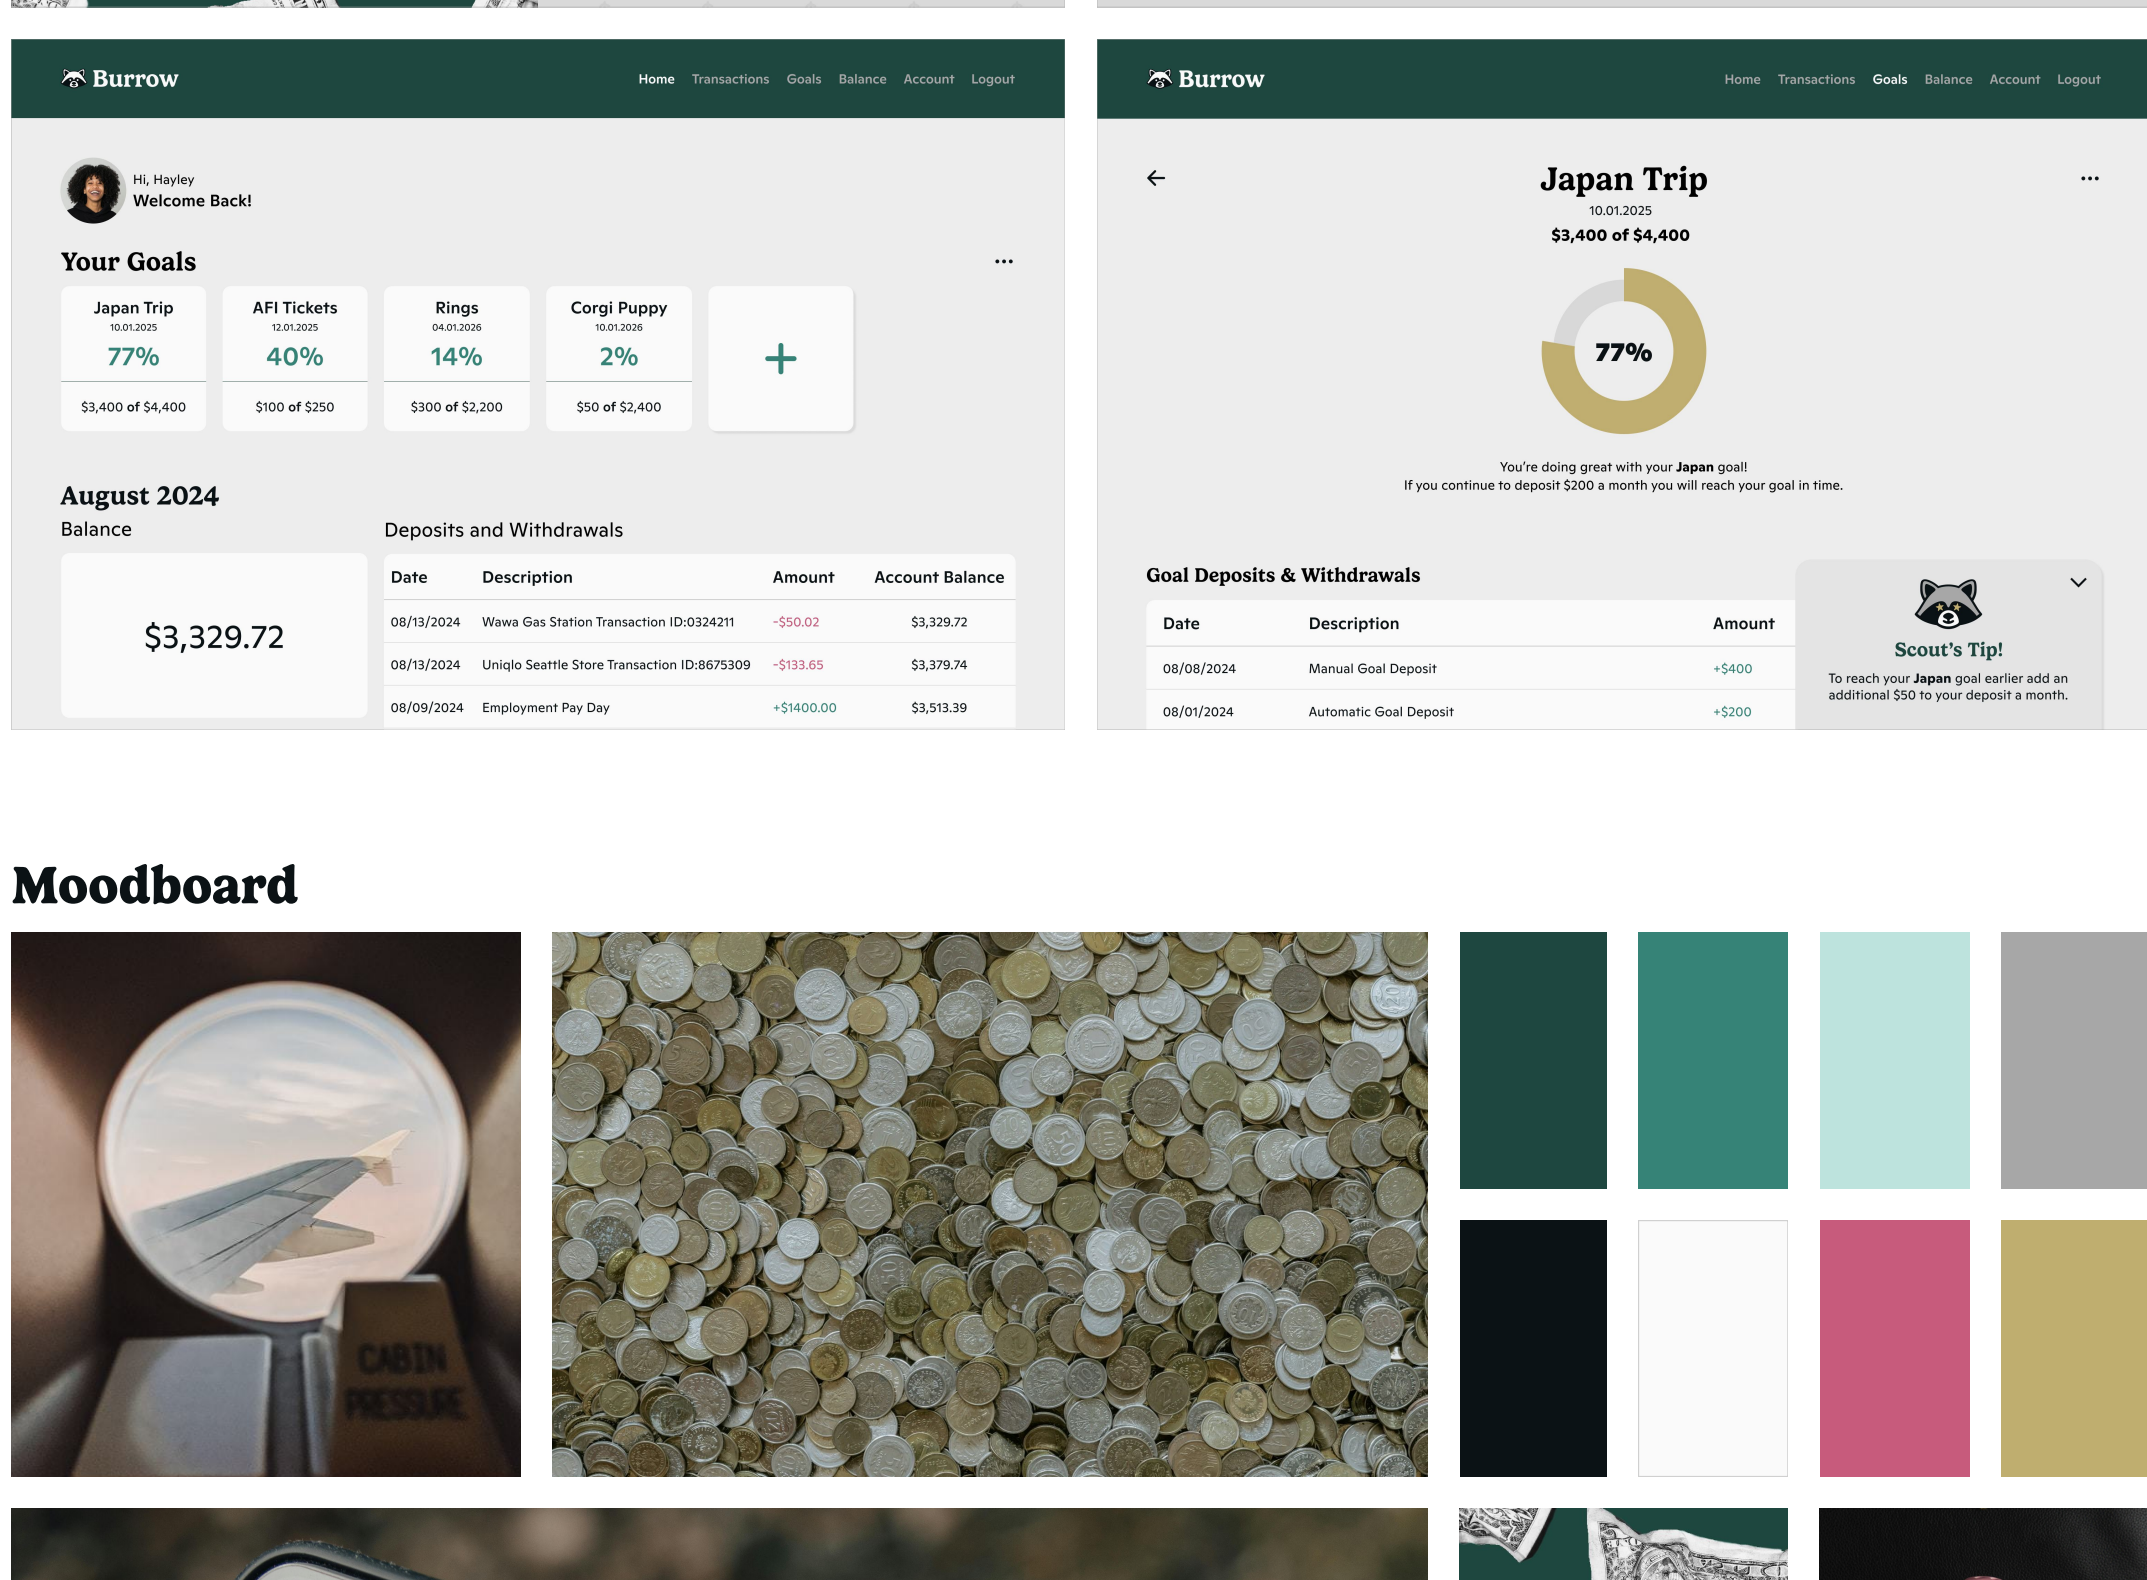 Burrow
Home Transactions Goals Balance Account Logout
Hi, Hayley
Welcome Back!
Your Goals
Japan Trip
10.01.2025
77%
$3,400 of $4,400
AFI Tickets
12.01.2025
40%
$100 of $250
Rings
04.01.2026
14%
$300 of $2,200
Corgi Puppy
10.01.2026
2%
$50 of $2,400
August 2024
Balance
$3,329.72
Deposits and Withdrawals
Date Description Amount Account Balance
08/13/2024 Wawa Gas Station Transaction ID:0324211 -$50.02 $3,329.72
08/13/2024 Uniqlo Seattle Store Transaction ID:8675309 -$133.65 $3,379.74
08/09/2024 Employment Pay Day +$1400.00 $3,513.39
Burrow
Home Transactions Goals Balance Account Logout
Japan Trip
10.01.2025
$3,400 of $4,400
77%
You're doing great with your Japan goal!
If you continue to deposit $200 a month you will reach your goal in time.
Goal Deposits & Withdrawals
Date Description Amount
08/08/2024 Manual Goal Deposit +$400
08/01/2024 Automatic Goal Deposit +$200
Scout's Tip!
To reach your Japan goal earlier add an
additional $50 to your deposit a month.
Moodboard
CABIN
PRESSURE